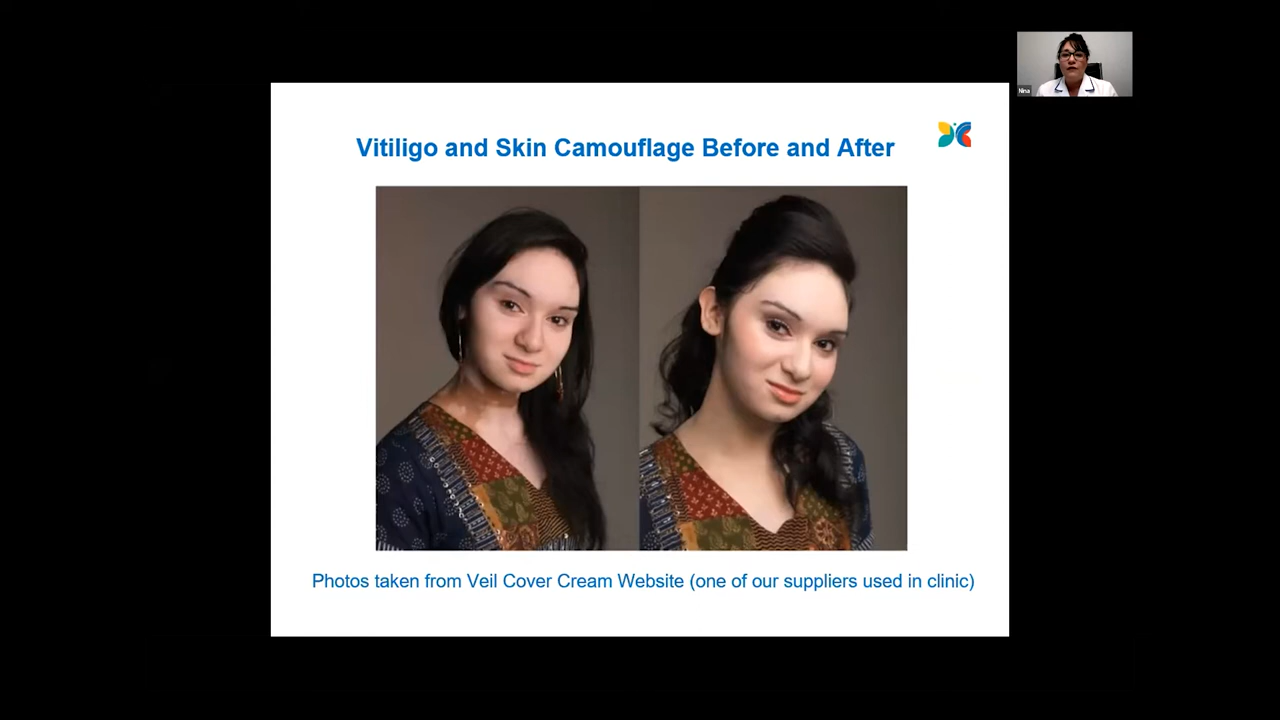 Nina
Vitiligo and Skin Camouflage Before and After
Photos taken from Veil Cover Cream Website (one of our suppliers used in clinic)